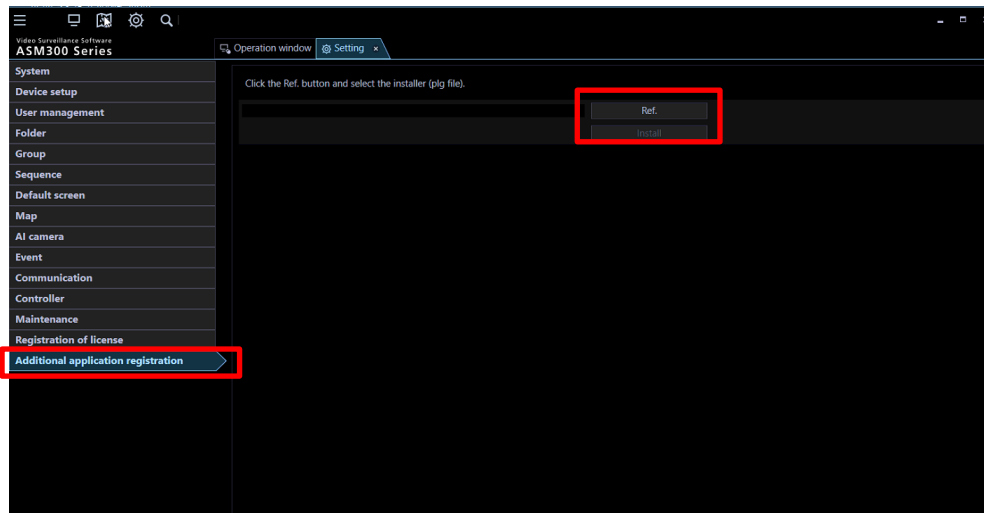 Video Surveillance Software
ASM300 Series
Operation window
Setting
×
System
Device setup
User management
Folder
Group
Sequence
Default screen
Map
AI camera
Event
Communication
Controller
Maintenance
Registration of license
Additional application registration
Click the Ref. button and select the installer (plg file).
Ref.
Install